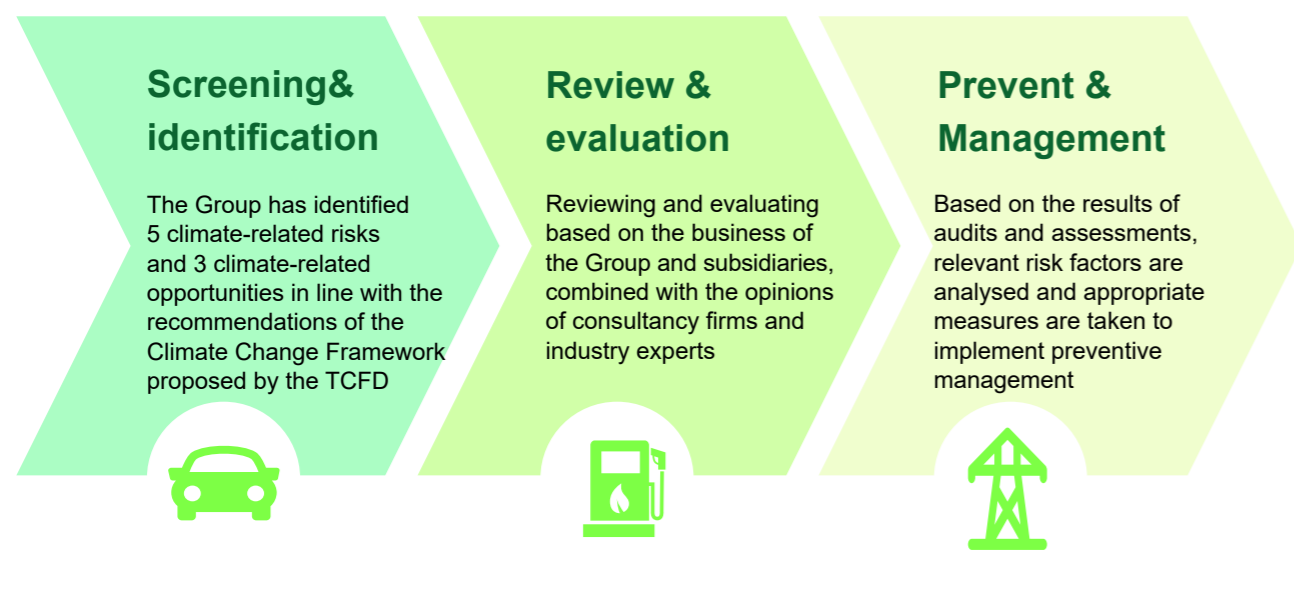 Screening&
identification
The Group has identified
5 climate-related risks
and 3 climate-related
opportunities in line with the
recommendations of the
Climate Change Framework
proposed by the TCFD
Review &
evaluation
Reviewing and evaluating
based on the business of
the Group and subsidiaries,
combined with the opinions
of consultancy firms and
industry experts
Prevent &
Management
Based on the results of
audits and assessments,
relevant risk factors are
analysed and appropriate
measures are taken to
implement preventive
management